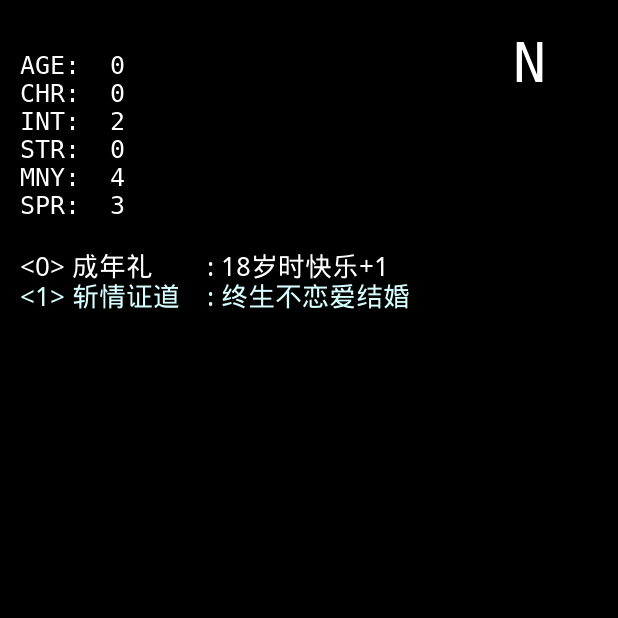 N
AGE: 0
CHR: 0
INT: 2
STR: 0
MNY: 4
SPR: 3
<0> 成年礼 : 18岁时快乐+1
<1> 斩情证道 : 终生不恋爱结婚